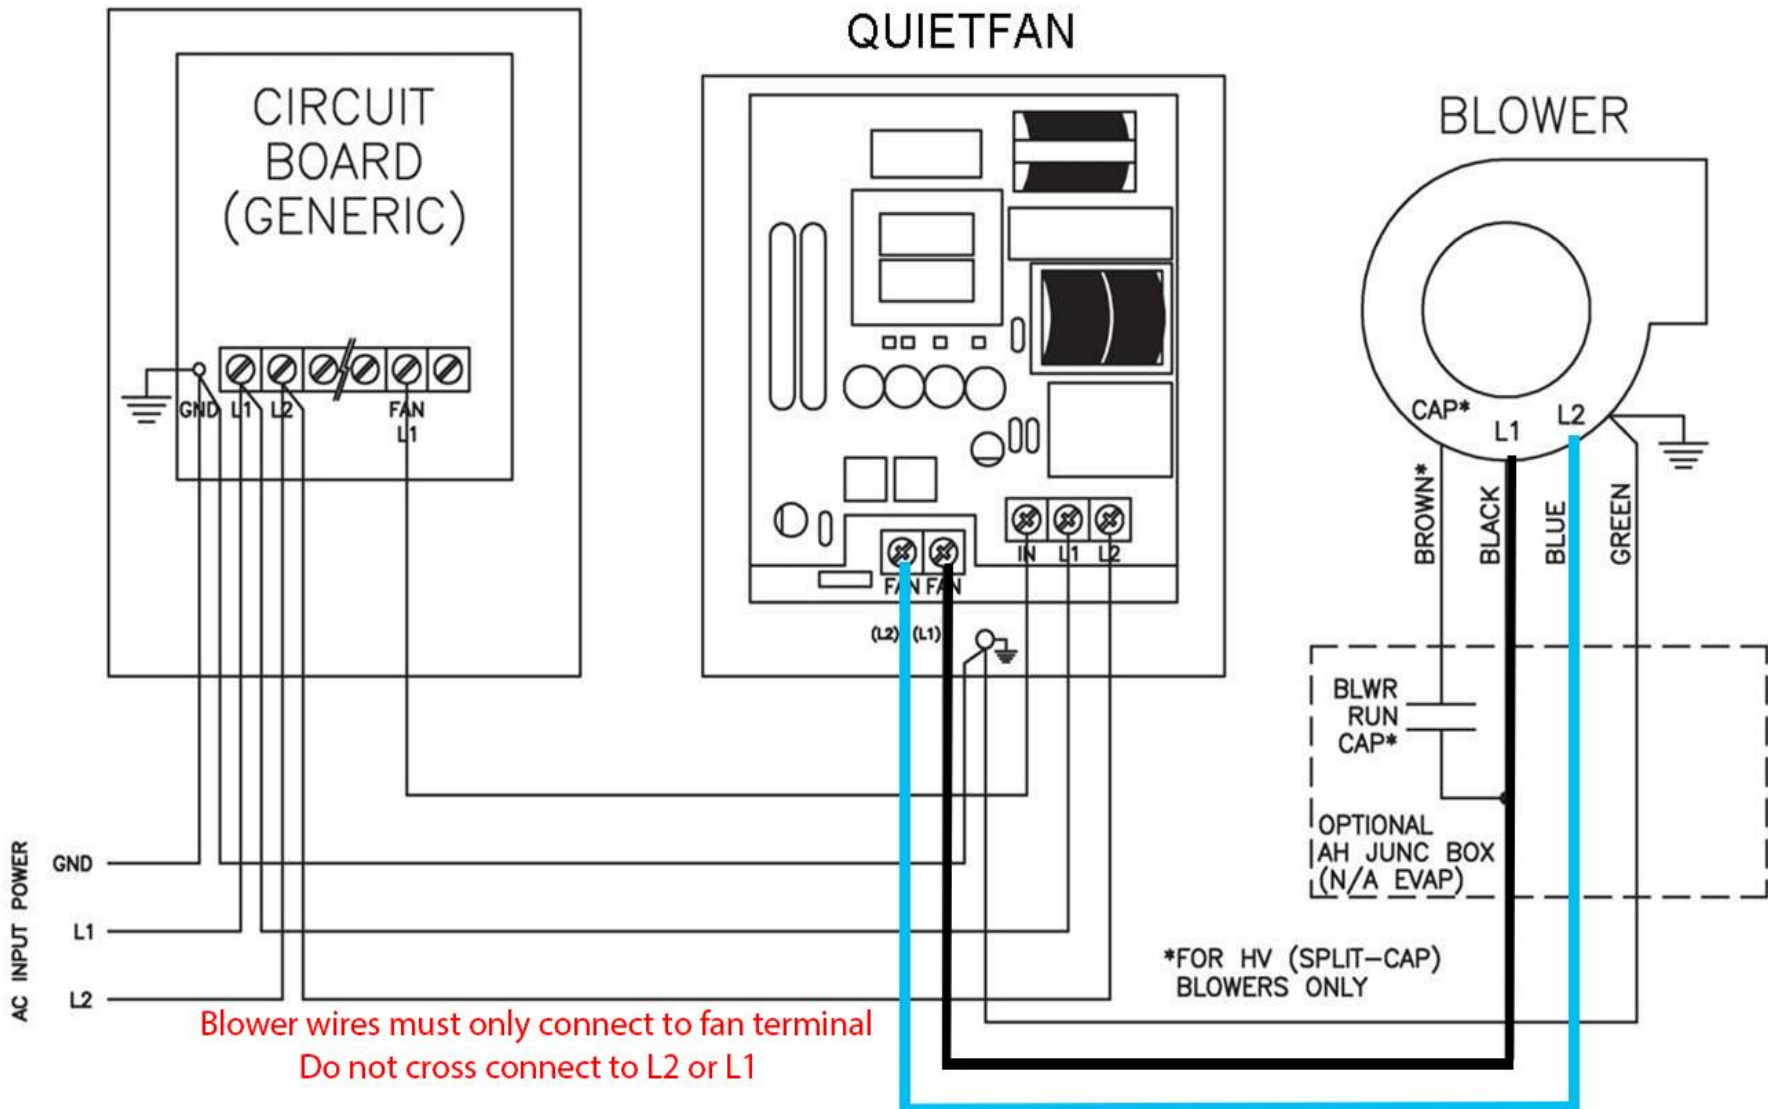 QUIETFAN
CIRCUIT
BOARD
(GENERIC)
GND L1 L2 FAN
L1
BLOWER
CAP*
L1
L2
BROWN*
BLACK
BLUE
GREEN
IN L1 L2
FAN FAN
(L2) (L1)
BLWR
RUN
CAP*
OPTIONAL
AH JUNC BOX
(N/A EVAP)
AC INPUT POWER
GND
L1
L2
*FOR HV (SPLIT-CAP)
BLOWERS ONLY
Blower wires must only connect to fan terminal
Do not cross connect to L2 or L1